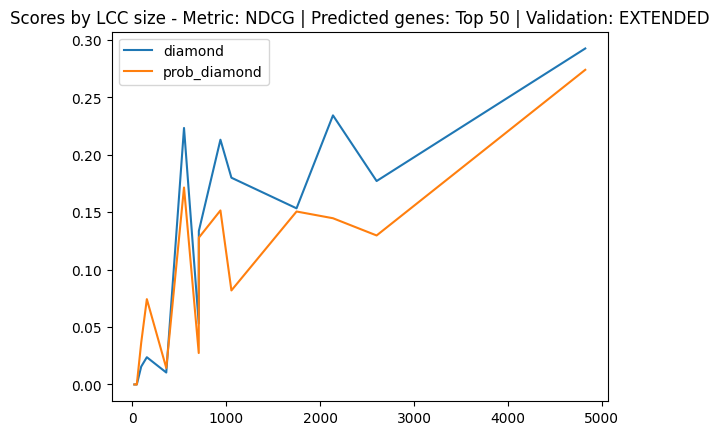 Scores by LCC size - Metric: NDCG | Predicted genes: Top 50 | Validation: EXTENDED
diamond
prob_diamond
0.30
0.25
0.20
0.15
0.10
0.05
0.00
0 1000 2000 3000 4000 5000